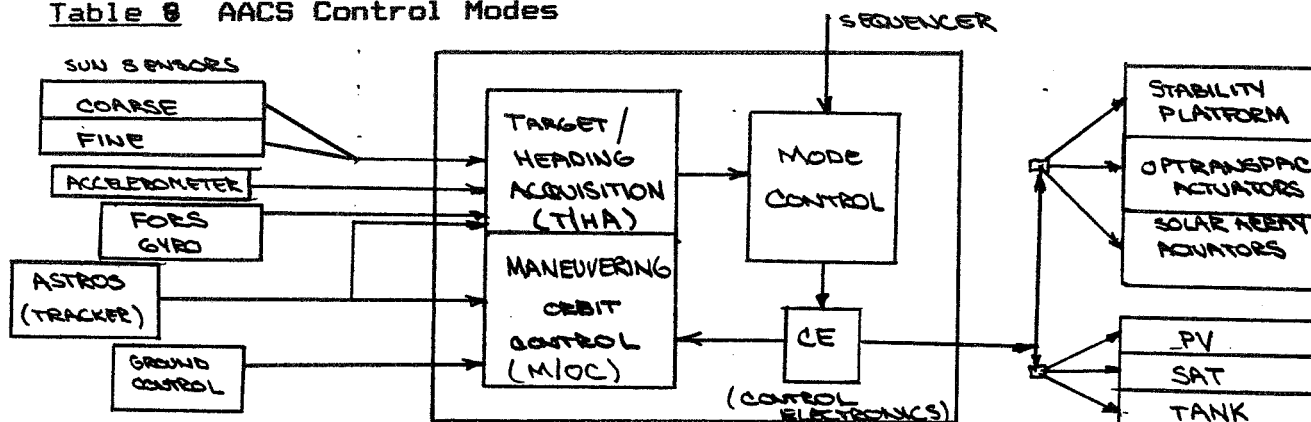 Table 8 AACS Control Modes
SEQUENCER
SUN SENSORS
COARSE
FINE
ACCELEROMETER
FORS
GYRO
ASTROS
(TRACKER)
GROUND
CONTROL
TARGET/
HEADING
ACQUISITION
(T/HA)
MANEUVERING
ORBIT
CONTROL
(M/OC)
MODE
CONTROL
CE
(CONTROL
ELECTRONICS)
STABILITY
PLATFORM
OPTRANSPAC
ACTUATORS
SOLAR ARRAY
ACTUATORS
PV
SAT
TANK